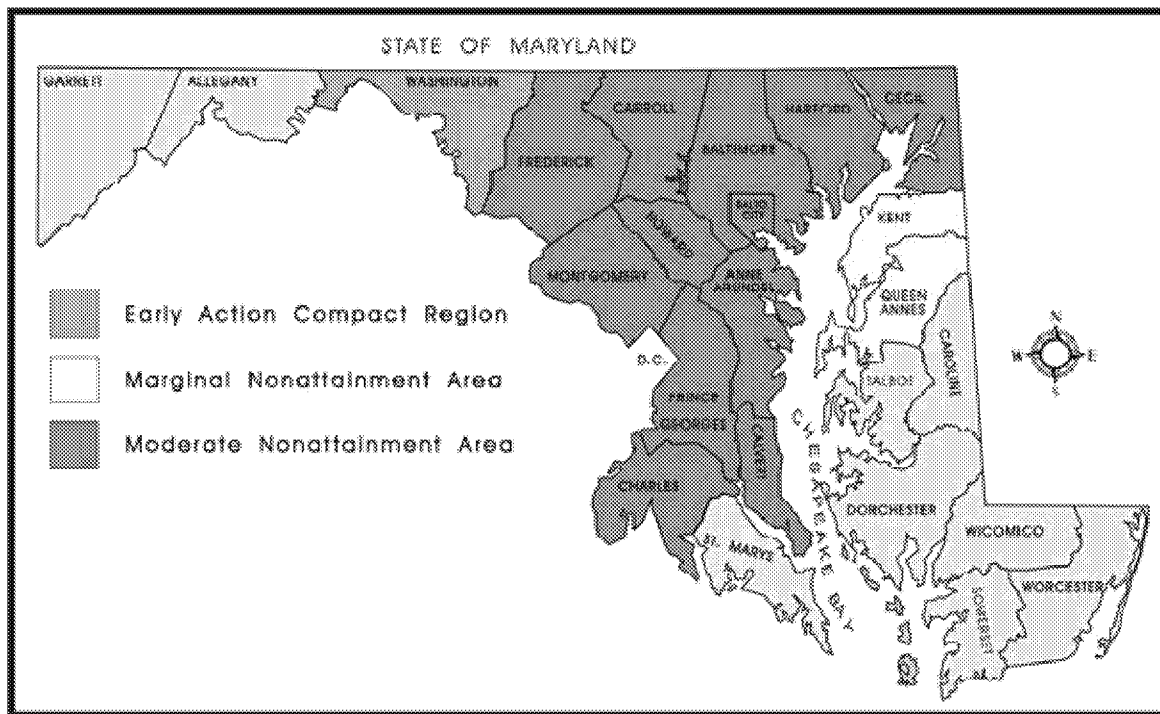 STATE OF MARYLAND
GARRETT
ALLEGANY
WASHINGTON
FREDERICK
CARROLL
BALTIMORE
HARFORD
CECIL
BALTO
CITY
KENT
HOWARD
MONTGOMERY
ANNE
ARUNDEL
QUEEN
ANNES
CAROLINE
TALBOT
D.C.
PRINCE
GEORGES
CALVERT
CHARLES
ST. MARYS
CHESAPEAKE BAY
DORCHESTER
WICOMICO
WORCESTER
SOMERSET
Early Action Compact Region
Marginal Nonattainment Area
Moderate Nonattainment Area
N
W
E
S